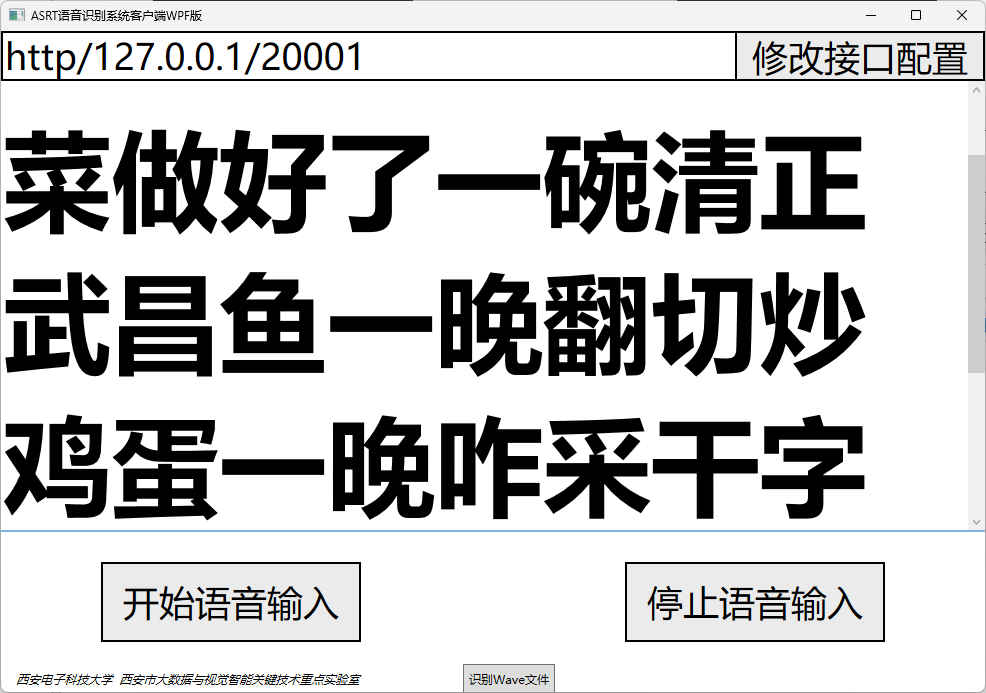 ASRT语音识别系统客户端WPF版
http/127.0.0.1/20001
修改接口配置
菜做好了一碗清正
武昌鱼一晚翻切炒
鸡蛋一晚咋采干字
开始语音输入
停止语音输入
西安电子科技大学 西安市大数据与视觉智能关键技术重点实验室
识别Wave文件